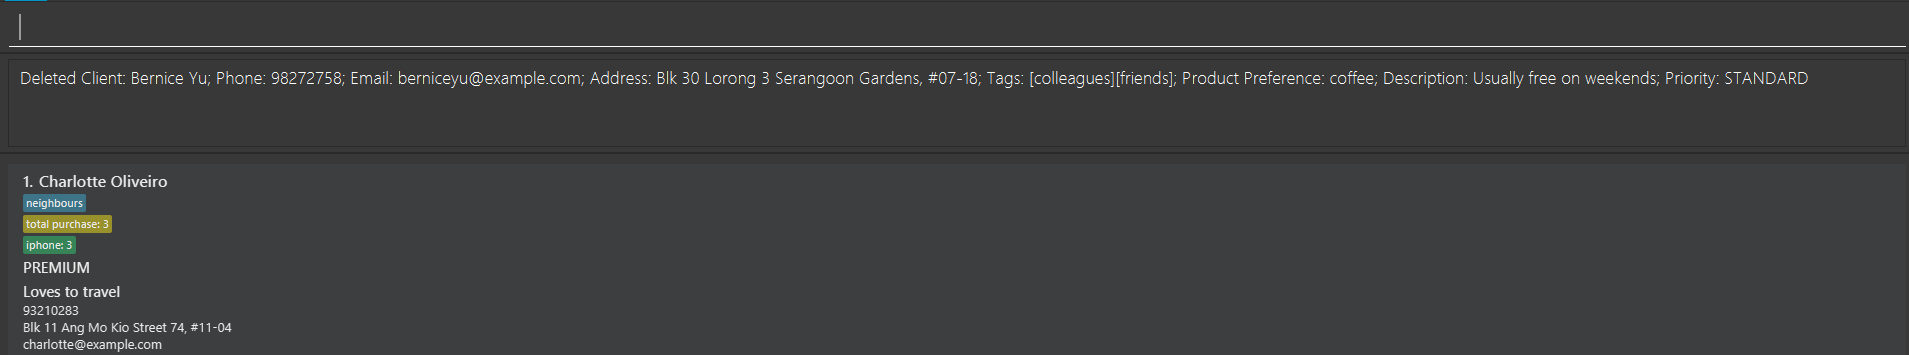 Deleted Client: Bernice Yu; Phone: 98272758; Email: berniceyu@example.com; Address: Blk 30 Lorong 3 Serangoon Gardens, #07-18; Tags: [colleagues][friends]; Product Preference: coffee; Description: Usually free on weekends; Priority: STANDARD
1. Charlotte Oliveiro
neighbours
total purchase: 3
iphone: 3
PREMIUM
Loves to travel
93210283
Blk 11 Ang Mo Kio Street 74, #11-04
charlotte@example.com